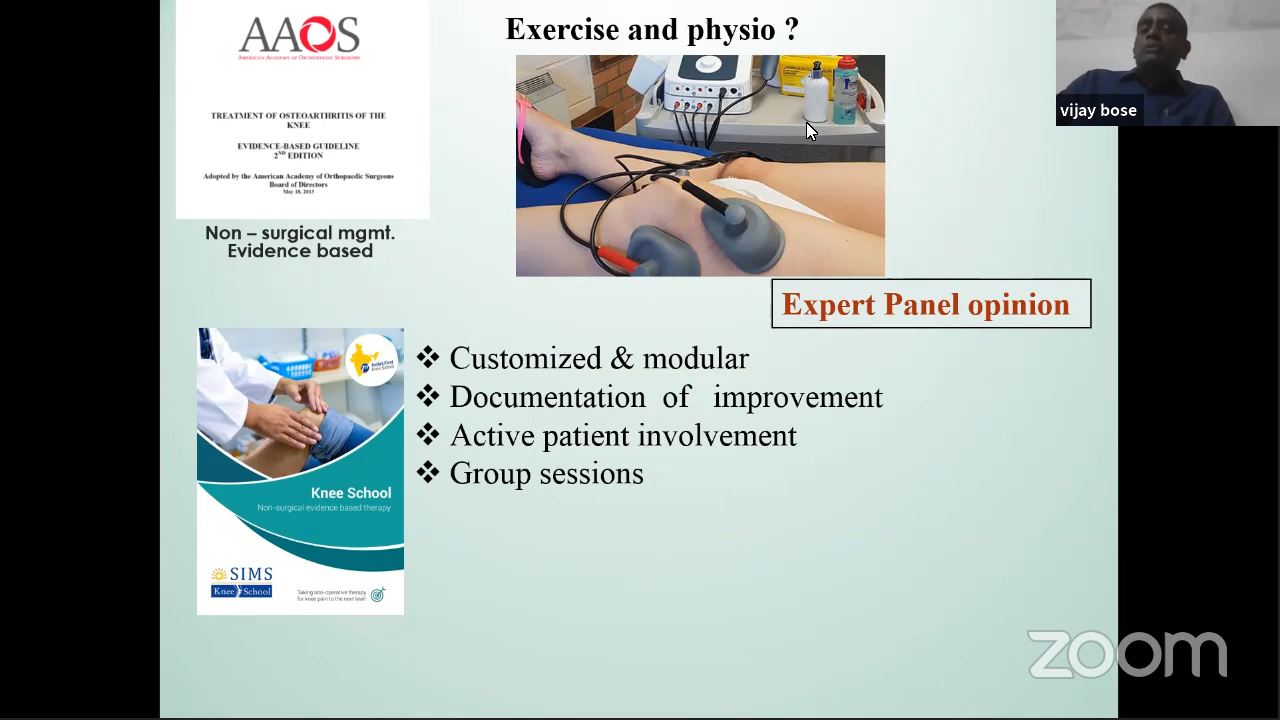 AAOS
AMERICAN ACADEMY OF ORTHOPAEDIC SURGEONS
TREATMENT OF OSTEOARTHRITIS OF THE
KNEE
EVIDENCE-BASED GUIDELINE
2ND EDITION
Adopted by the American Academy of Orthopaedic Surgeons
Board of Directors
May 18, 2013
Non – surgical mgmt.
Evidence based
Exercise and physio ?
vijay bose
Expert Panel opinion
❖ Customized & modular
❖ Documentation of improvement
❖ Active patient involvement
❖ Group sessions
India's First
Knee School
Knee School
Non-surgical evidence based therapy
SIMS
Knee School
Taking non-operative therapy
for knee pain to the next level
zoom